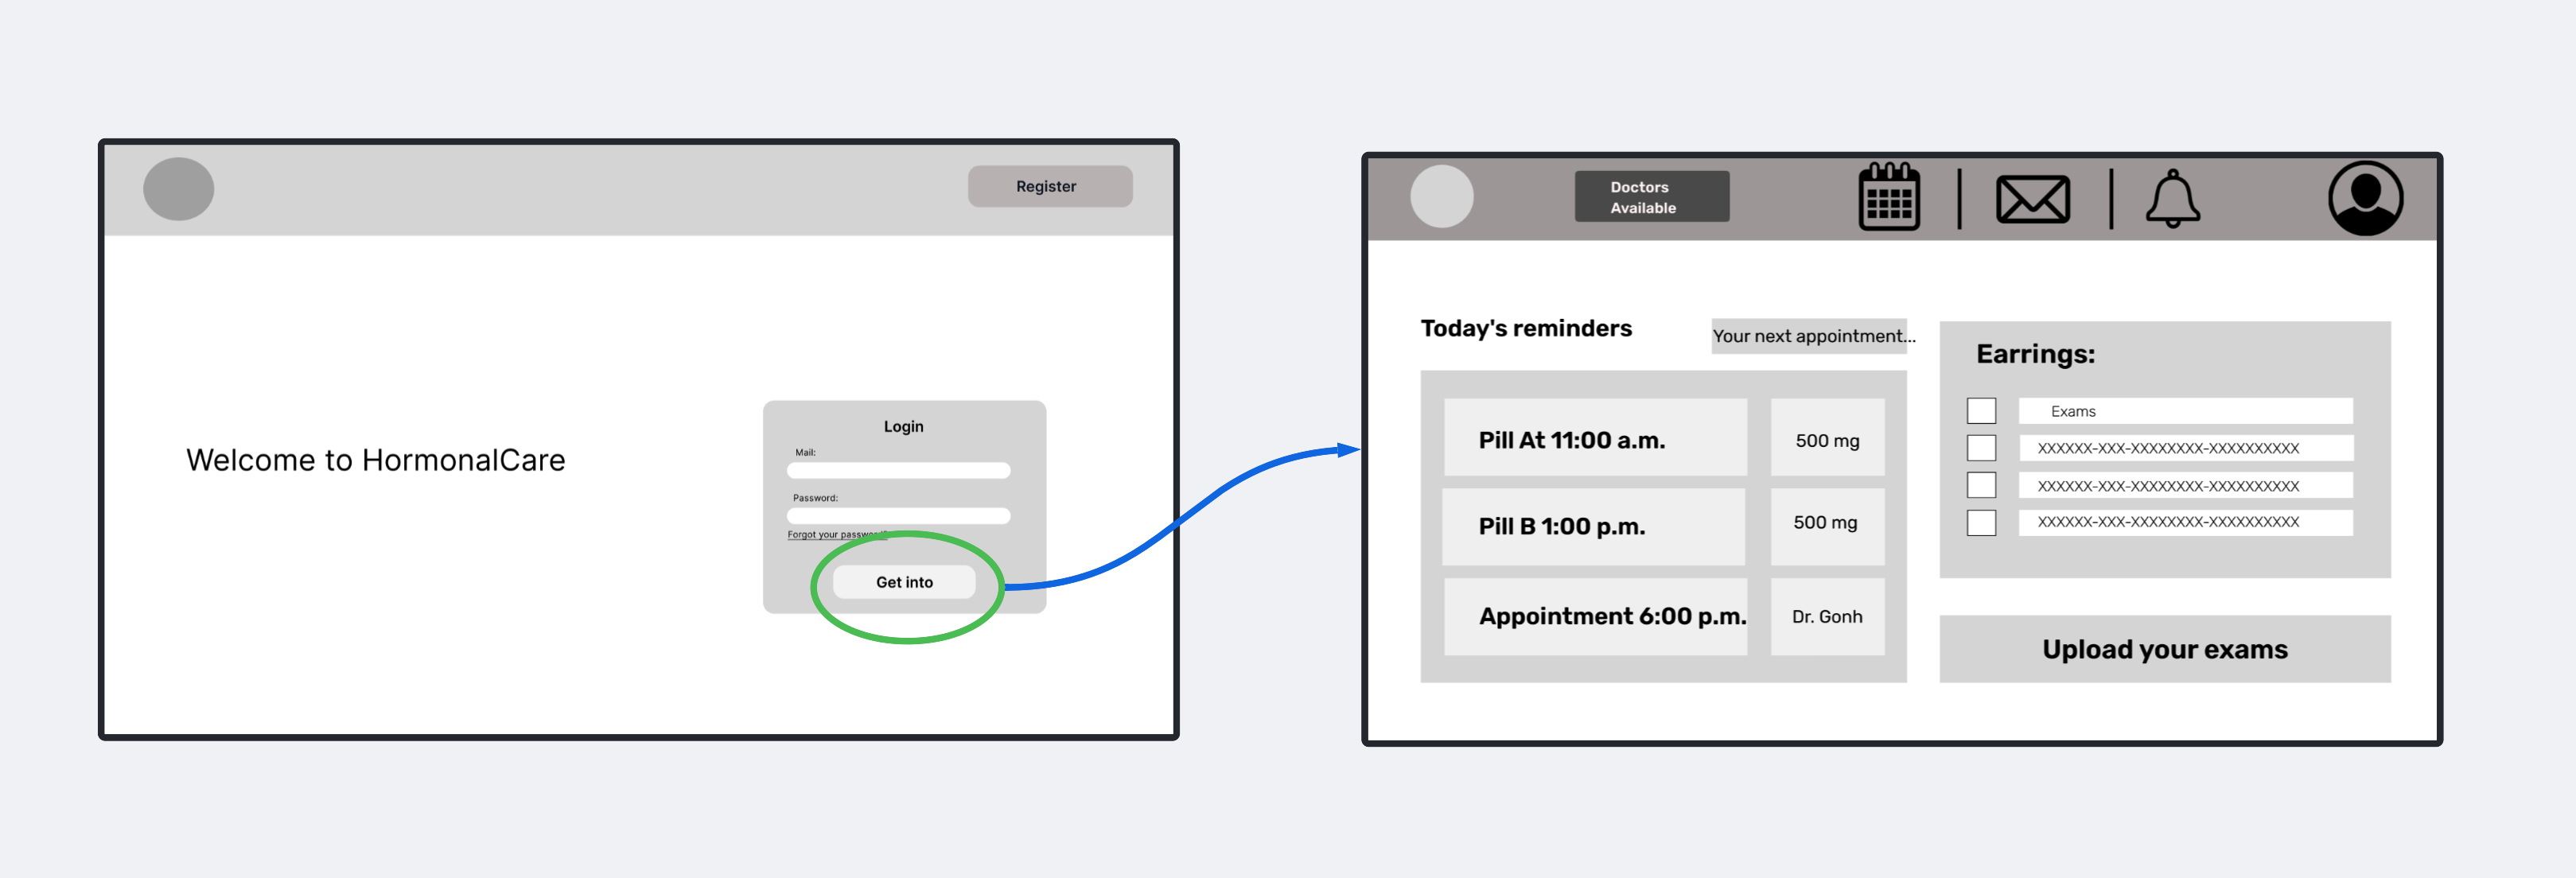 Register
Welcome to HormonalCare
Login
Mail:
Password:
Forgot your password?
Get into
Doctors
Available
Today's reminders
Your next appointment...
Pill At 11:00 a.m.
500 mg
Pill B 1:00 p.m.
500 mg
Appointment 6:00 p.m.
Dr. Gonh
Earrings:
Exams
XXXXXX-XXX-XXXXXXXX-XXXXXXXXXX
XXXXXX-XXX-XXXXXXXX-XXXXXXXXXX
XXXXXX-XXX-XXXXXXXX-XXXXXXXXXX
Upload your exams